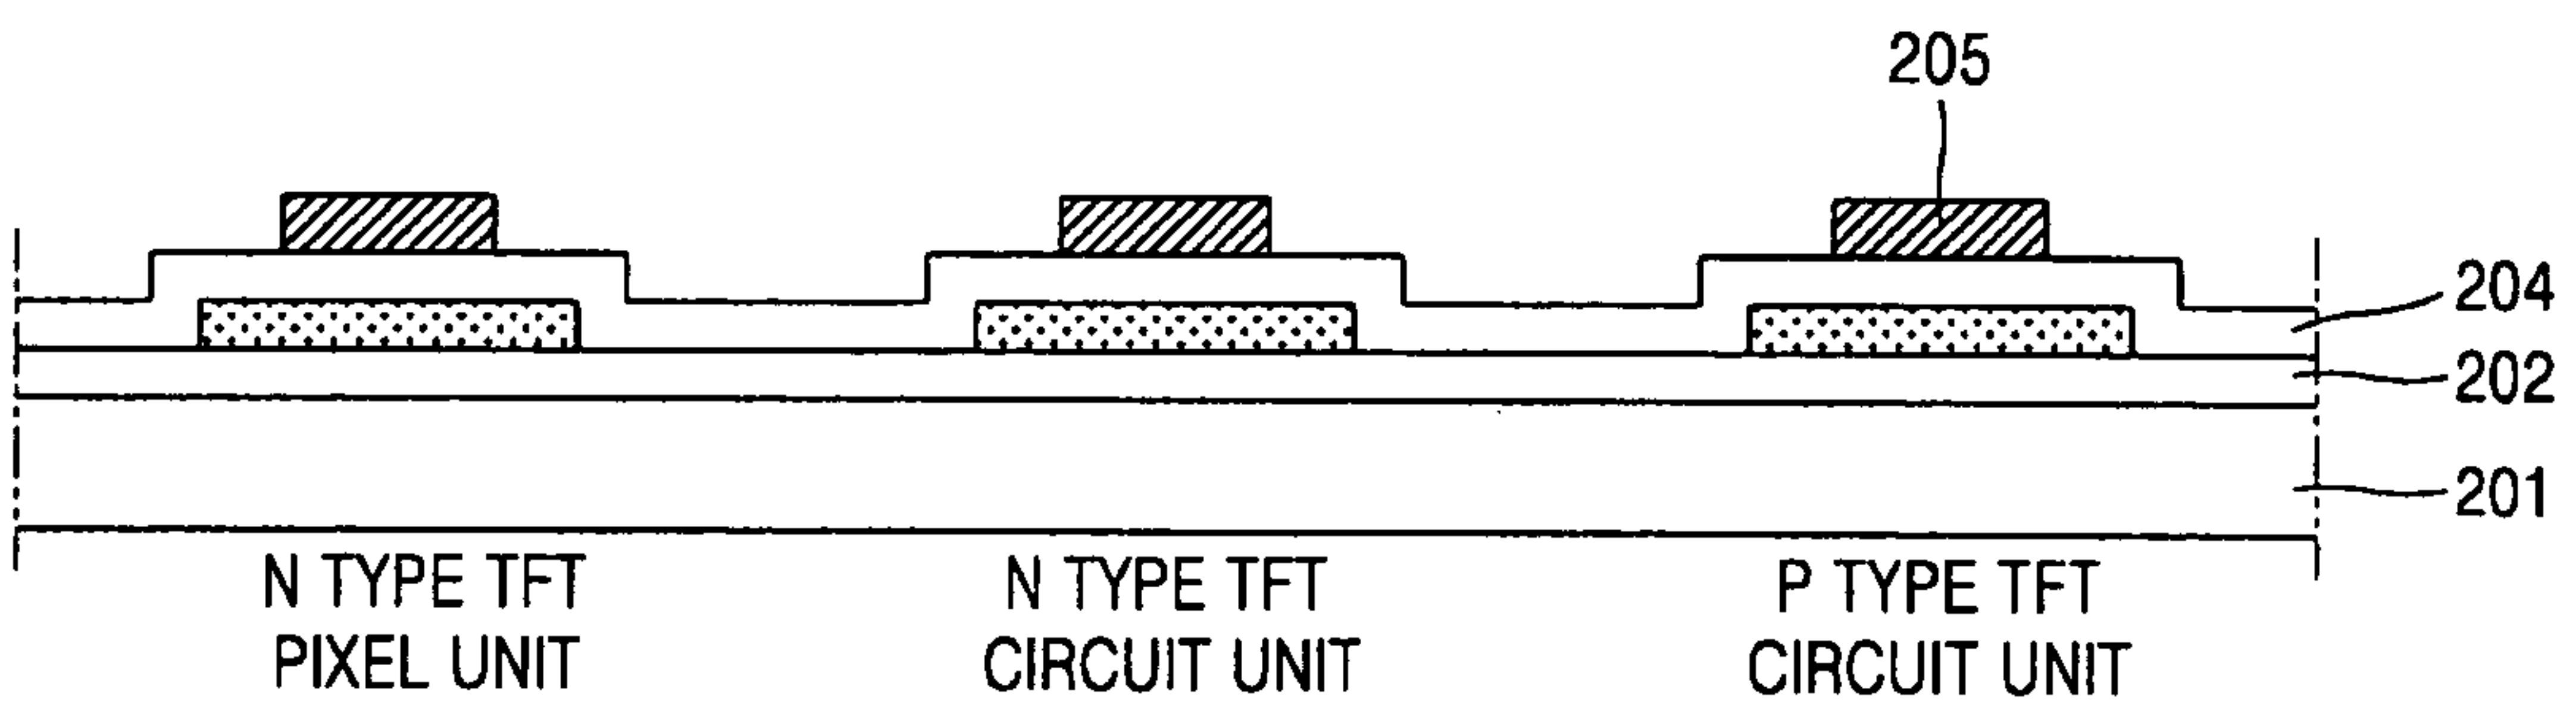 205
204
202
201
N TYPE TFT
PIXEL UNIT
N TYPE TFT
CIRCUIT UNIT
P TYPE TFT
CIRCUIT UNIT